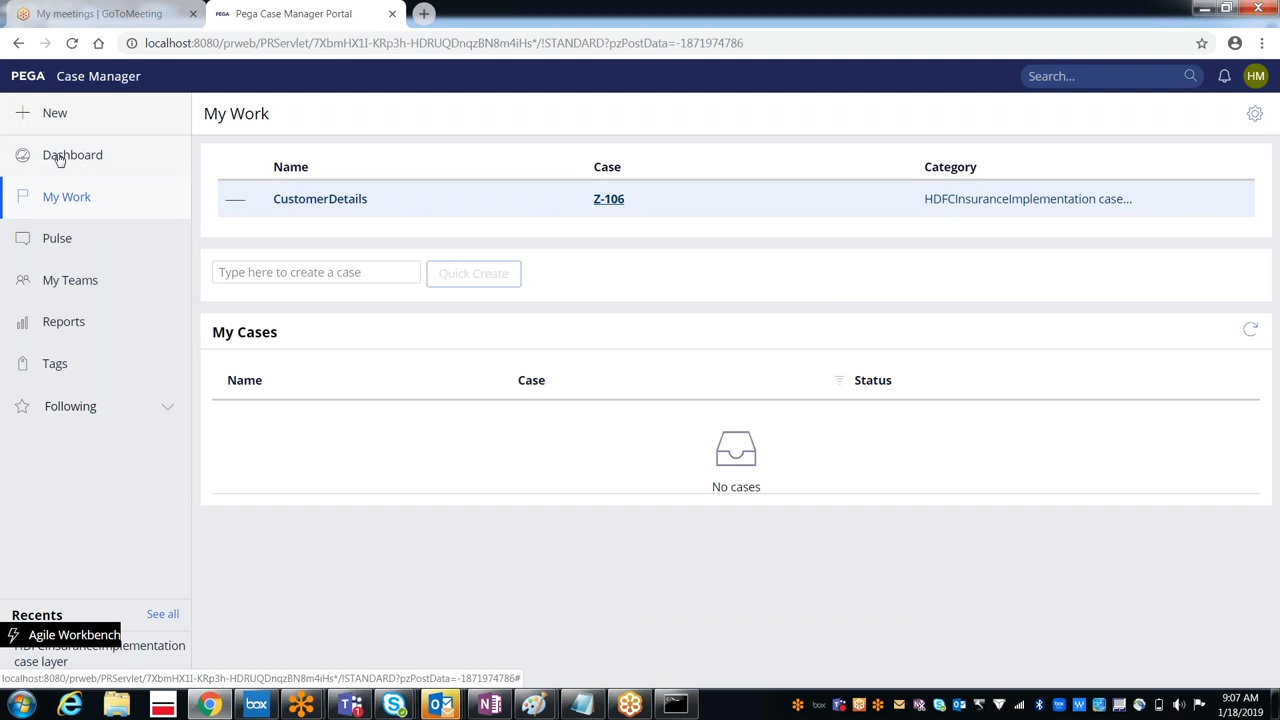 My meetings | GoToMeeting
Pega Case Manager Portal
localhost:8080/prweb/PRServlet/7XbmHX1I-KRp3h-HDRUQDnqzBN8m4iHs*/!STANDARD?pzPostData=-1871974786
PEGA Case Manager
Search...
HM
New
Dashboard
My Work
Pulse
My Teams
Reports
Tags
Following
My Work
Name Case Category
CustomerDetails Z-106 HDFCInsuranceImplementation case...
Type here to create a case
Quick Create
My Cases
Name Case Status
No cases
Recents See all
Agile Workbench
HDFCInsuranceImplementation
case layer
localhost:8080/prweb/PRServlet/7XbmHX1I-KRp3h-HDRUQDnqzBN8m4iHs*/!STANDARD?pzPostData=-1871974786#
box
box
9:07 AM
1/18/2019